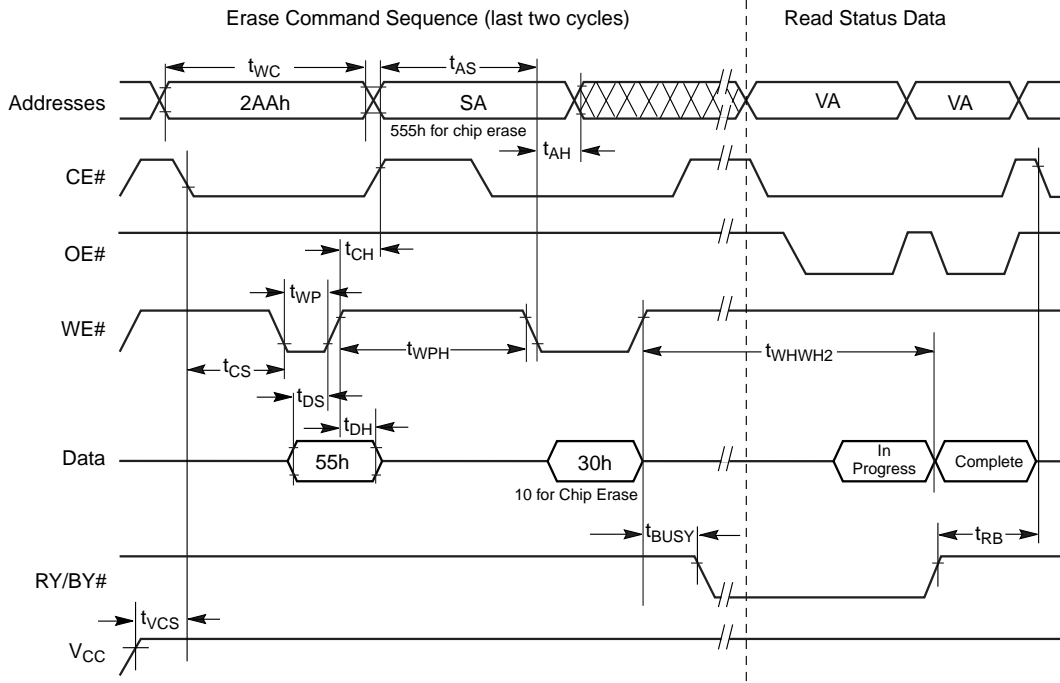 Erase Command Sequence (last two cycles)
Read Status Data
tWC
tAS
Addresses
2AAh
SA
VA
VA
555h for chip erase
tAH
CE#
OE#
tCH
tWP
WE#
tWPH
tWHWH2
tCS
tDS
tDH
Data
55h
30h
In
Progress
Complete
10 for Chip Erase
tBUSY
tRB
RY/BY#
tVCS
VCC